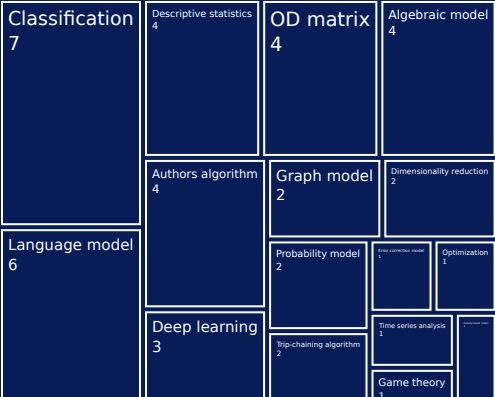 Classification
7
Descriptive statistics
4
OD matrix
4
Algebraic model
4
Authors algorithm
4
Graph model
2
Dimensionality reduction
2
Language model
6
Probability model
2
Error correction model
1
Optimization
1
Deep learning
3
Time series analysis
1
Trip-chaining algorithm
2
Game theory
1